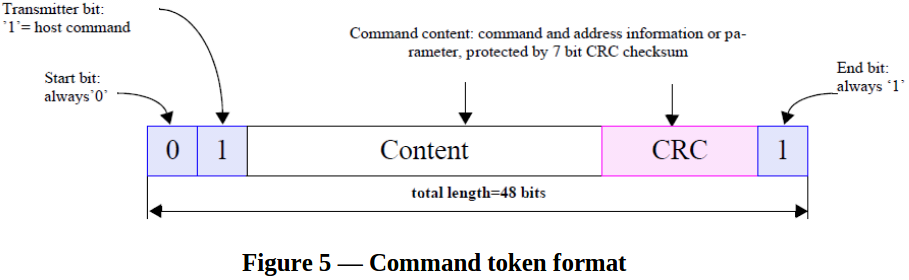 Transmitter bit:
’1’= host command
Command content: command and address information or pa-
rameter, protected by 7 bit CRC checksum
Start bit:
always’0’
End bit:
always ‘1’
0 1 Content CRC 1
total length=48 bits
Figure 5 — Command token format